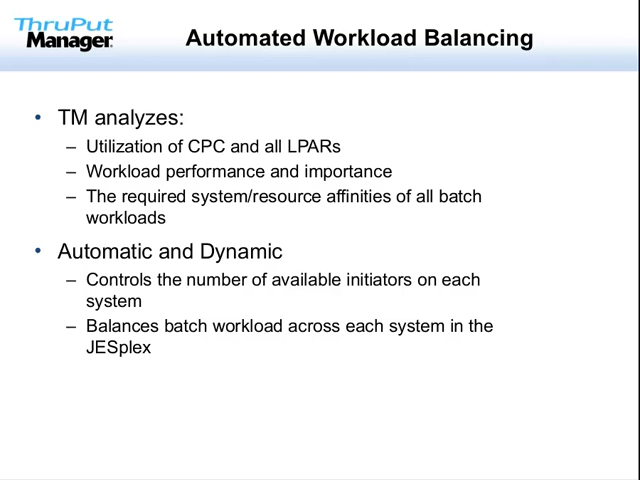 ThruPut
Manager
Automated Workload Balancing
• TM analyzes:
– Utilization of CPC and all LPARs
– Workload performance and importance
– The required system/resource affinities of all batch
workloads
• Automatic and Dynamic
– Controls the number of available initiators on each
system
– Balances batch workload across each system in the
JESplex